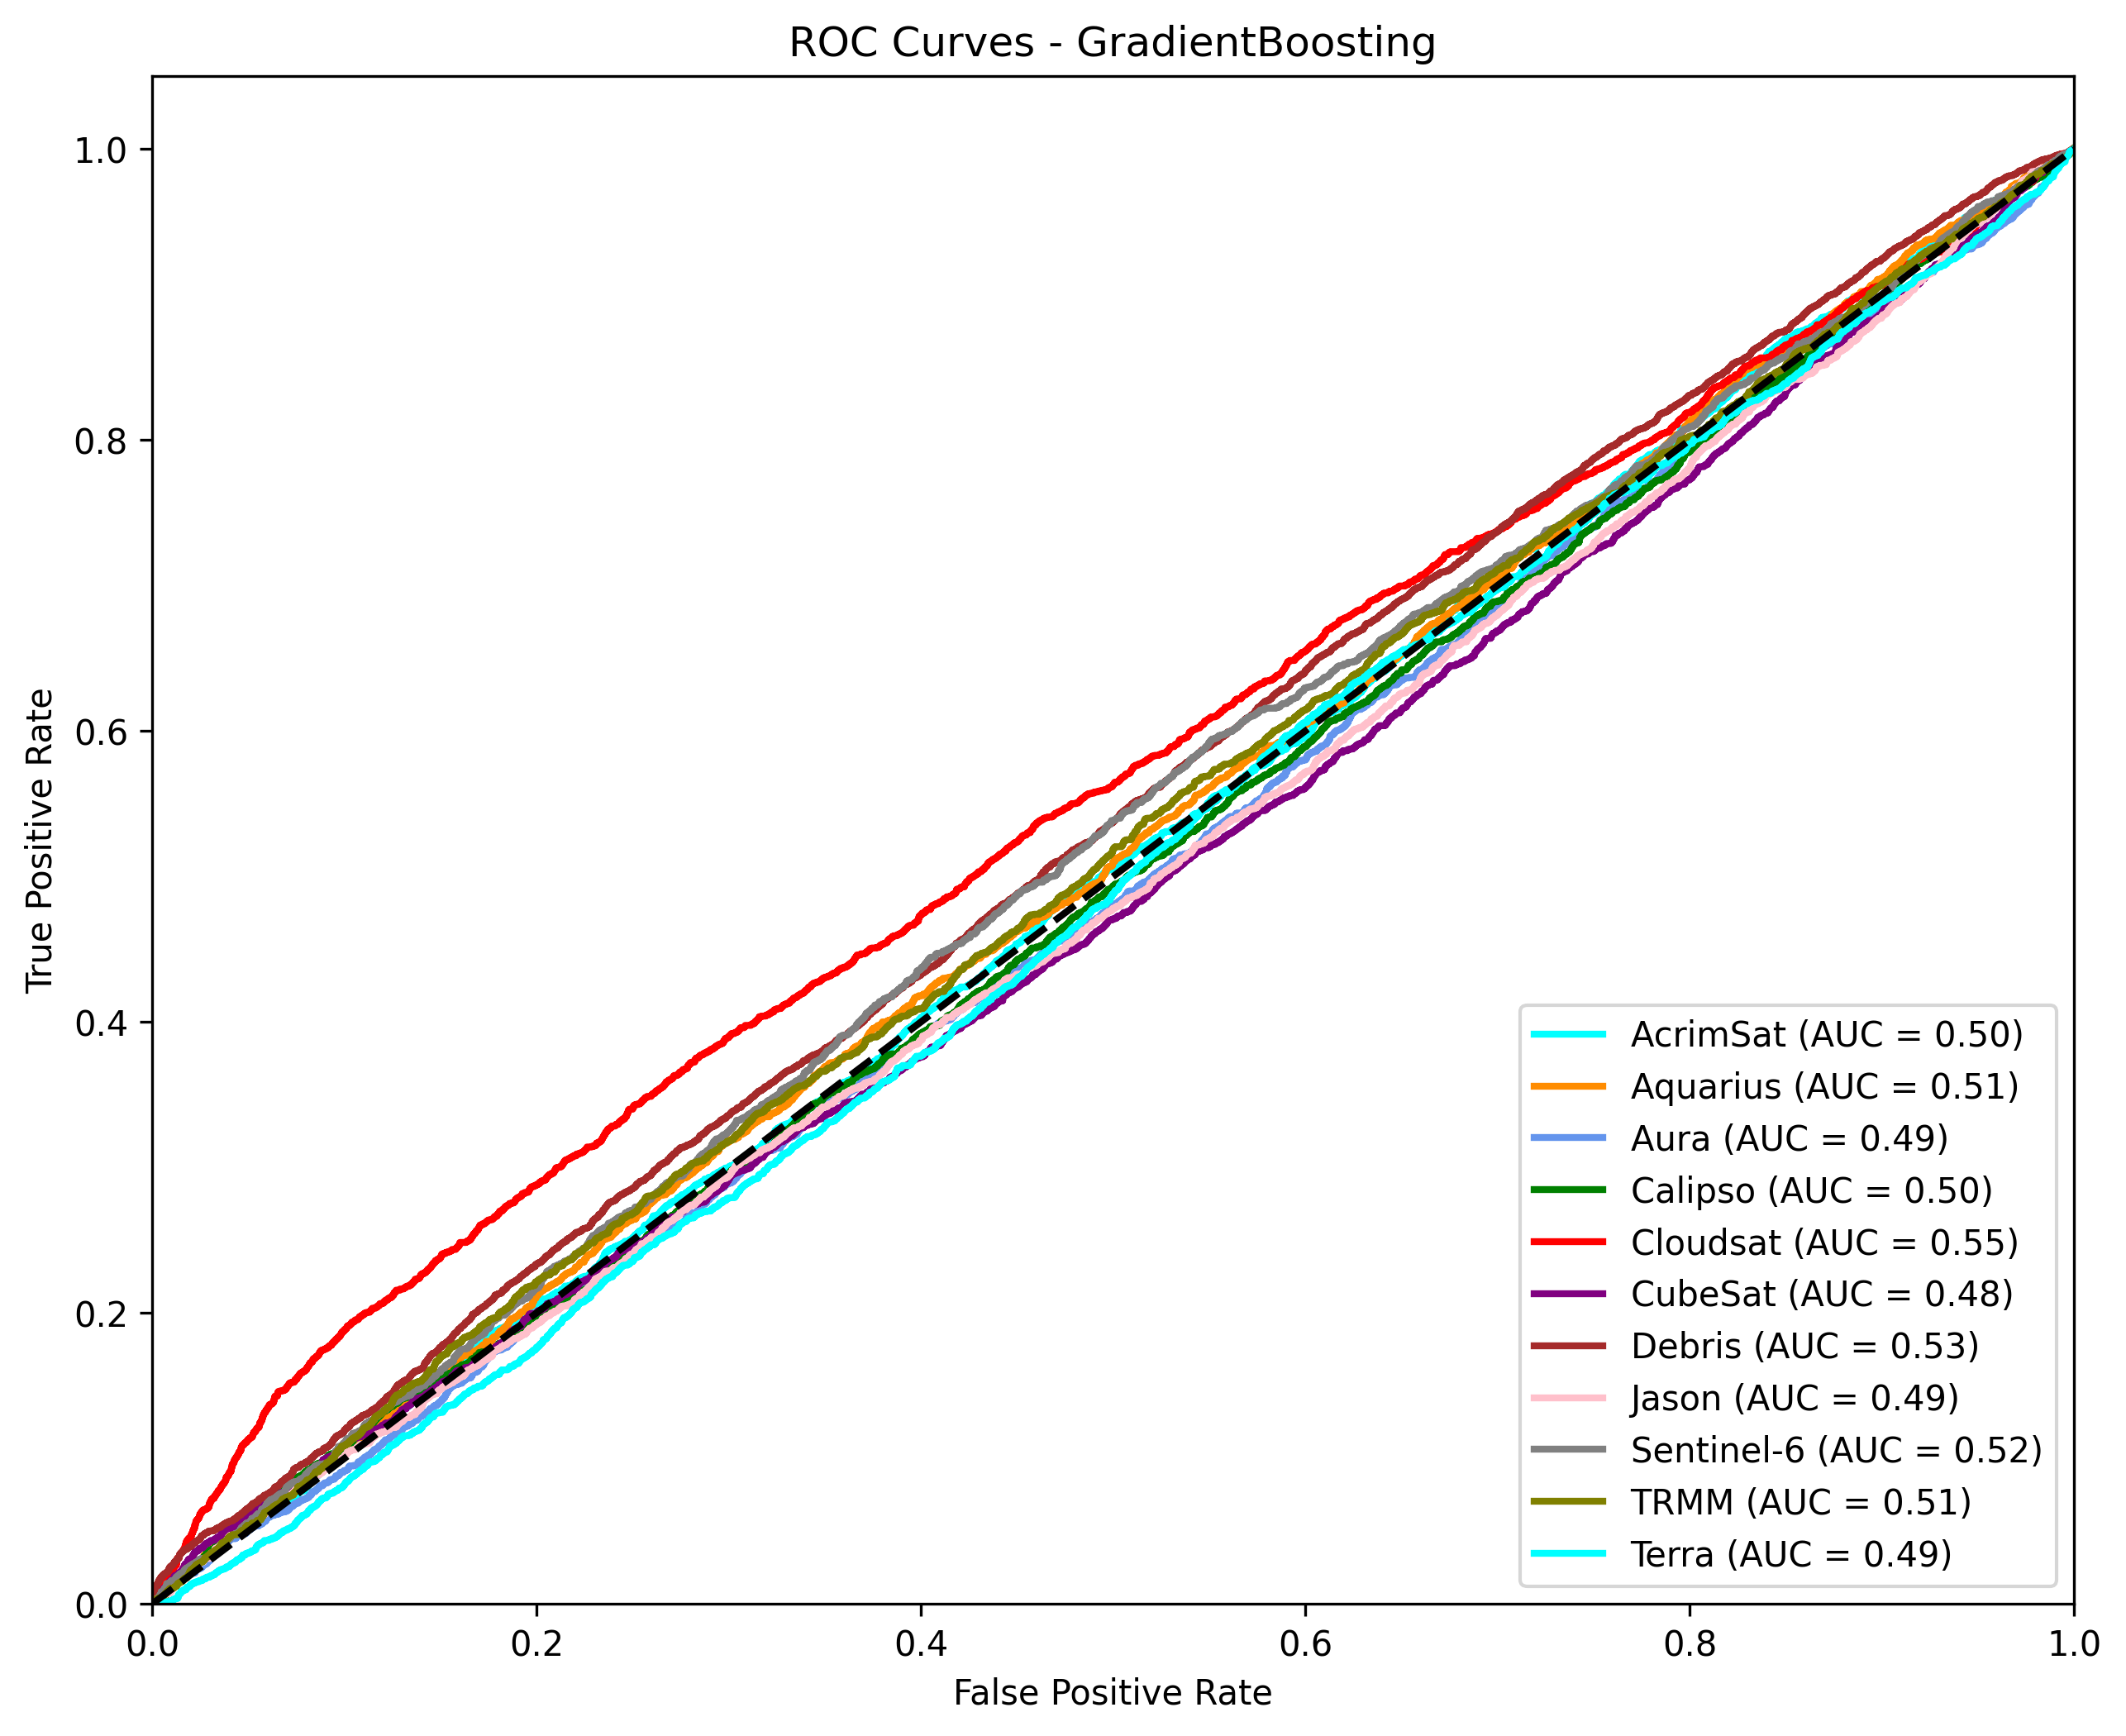 ROC Curves - GradientBoosting
True Positive Rate
1.0
0.8
0.6
0.4
0.2
0.0
AcrimSat (AUC = 0.50)
Aquarius (AUC = 0.51)
Aura (AUC = 0.49)
Calipso (AUC = 0.50)
Cloudsat (AUC = 0.55)
CubeSat (AUC = 0.48)
Debris (AUC = 0.53)
Jason (AUC = 0.49)
Sentinel-6 (AUC = 0.52)
TRMM (AUC = 0.51)
Terra (AUC = 0.49)
0.0 0.2 0.4 0.6 0.8 1.0
False Positive Rate